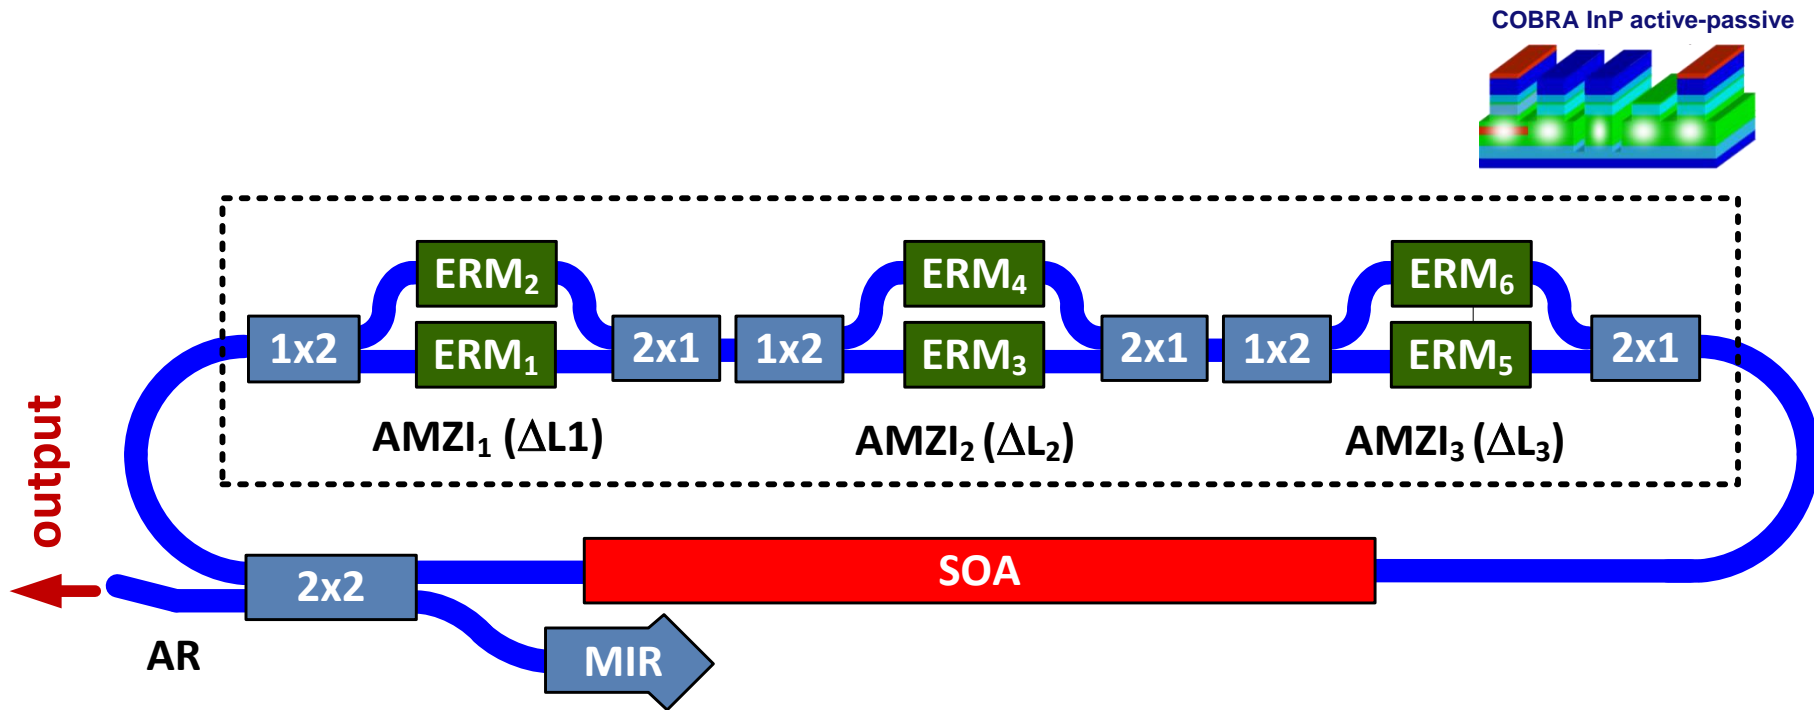 COBRA InP active-passive
ERM₂ ERM₄ ERM₆
1x2 ERM₁ 2x1 1x2 ERM₃ 2x1 1x2 ERM₅ 2x1
AMZI₁ (ΔL1) AMZI₂ (ΔL₂) AMZI₃ (ΔL₃)
output
2x2 SOA
AR MIR